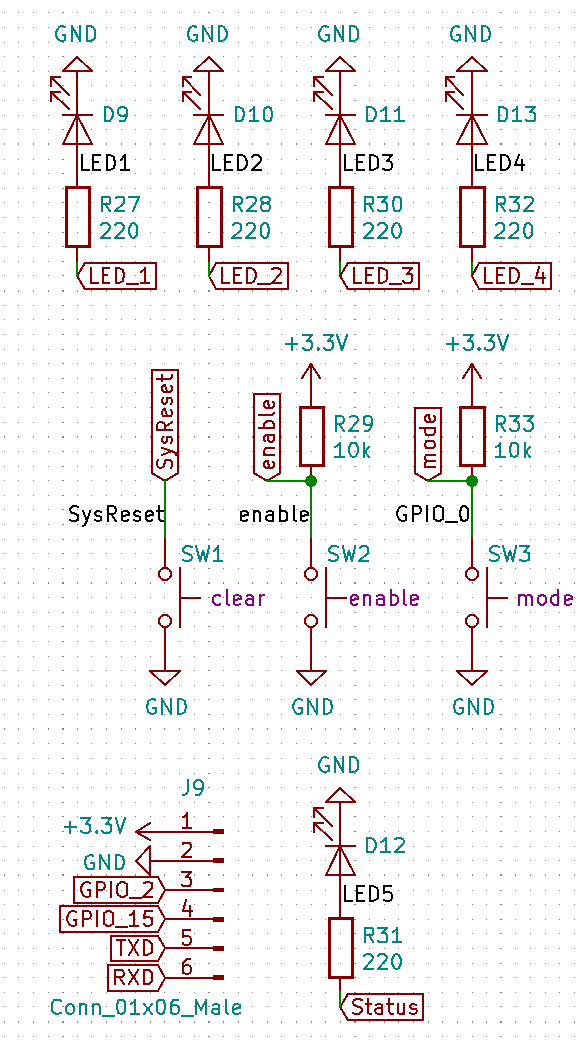 GND GND GND GND
D9 D10 D11 D13
LED1 LED2 LED3 LED4
R27 R28 R30 R32
220 220 220 220
LED_1 LED_2 LED_3 LED_4
+3.3V +3.3V
SysReset enable mode
R29 R33
10k 10k
SysReset enable GPIO_0
SW1 SW2 SW3
clear enable mode
GND GND GND
J9
+3.3V 1
GND 2
GPIO_2 3
GPIO_15 4
TXD 5
RXD 6
Conn_01x06_Male
GND
D12
LED5
R31
220
Status